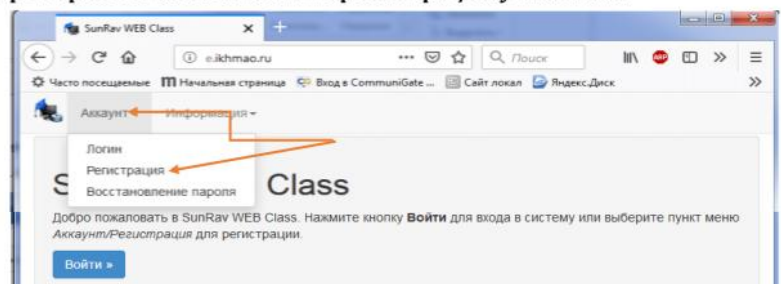 SunRav WEB Class
e.ikhmao.ru
Поиск
ABP
Часто посещаемые
Начальная страница
Вход в CommuniGate ...
Сайт локал
Яндекс.Диск
Аккаунт
Информация
Логин
Регистрация
Восстановление пароля
S Class
Добро пожаловать в SunRav WEB Class. Нажмите кнопку Войти для входа в систему или выберите пункт меню
Аккаунт/Регистрация для регистрации.
Войти »